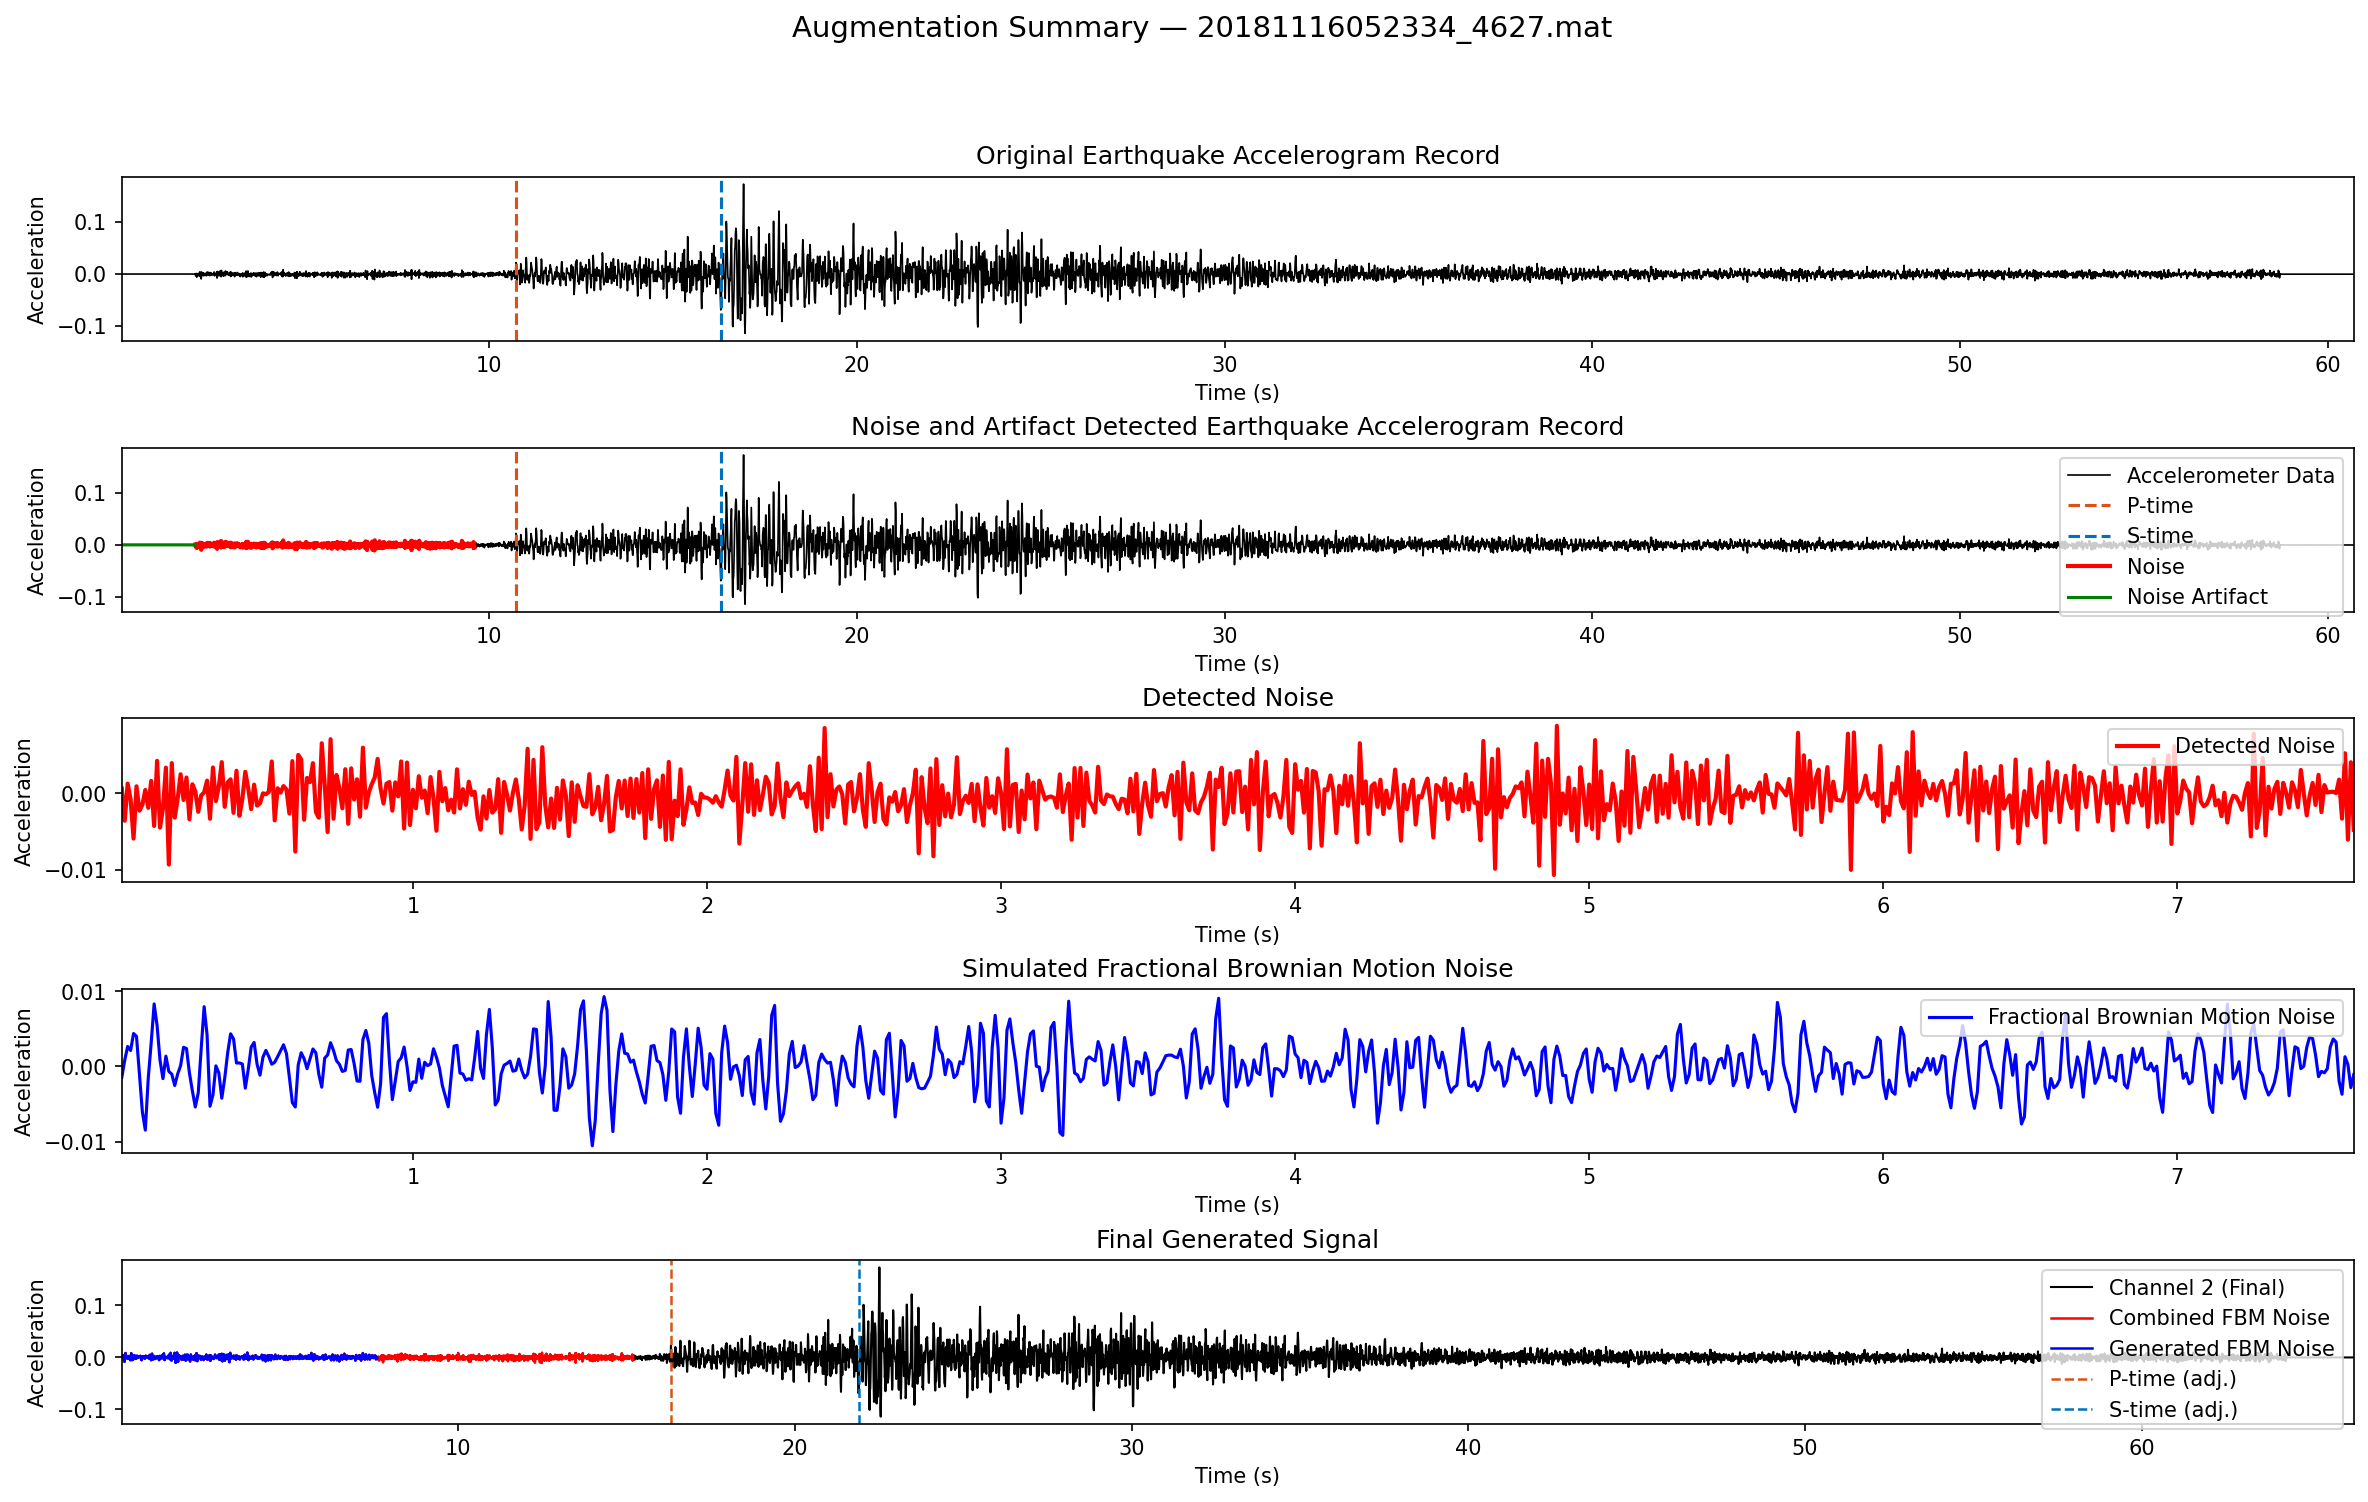 Augmentation Summary — 20181116052334_4627.mat
Original Earthquake Accelerogram Record
Acceleration
0.1
0.0
−0.1
10 20 30 40 50 60
Time (s)
Noise and Artifact Detected Earthquake Accelerogram Record
Acceleration
0.1
0.0
−0.1
Accelerometer Data
P-time
S-time
Noise
Noise Artifact
10 20 30 40 50 60
Time (s)
Detected Noise
Acceleration
0.00
−0.01
Detected Noise
1 2 3 4 5 6 7
Time (s)
Simulated Fractional Brownian Motion Noise
Acceleration
0.01
0.00
−0.01
Fractional Brownian Motion Noise
1 2 3 4 5 6 7
Time (s)
Final Generated Signal
Acceleration
0.1
0.0
−0.1
Channel 2 (Final)
Combined FBM Noise
Generated FBM Noise
P-time (adj.)
S-time (adj.)
10 20 30 40 50 60
Time (s)